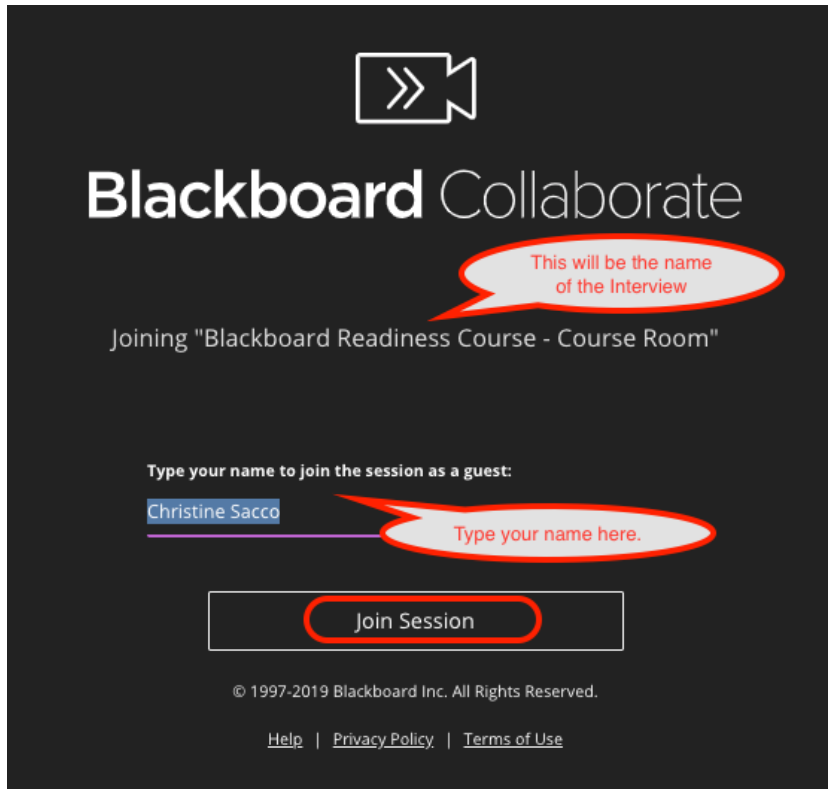 Blackboard Collaborate
This will be the name
of the Interview
Joining "Blackboard Readiness Course - Course Room"
Type your name to join the session as a guest:
Christine Sacco
Type your name here.
Join Session
© 1997-2019 Blackboard Inc. All Rights Reserved.
Help | Privacy Policy | Terms of Use